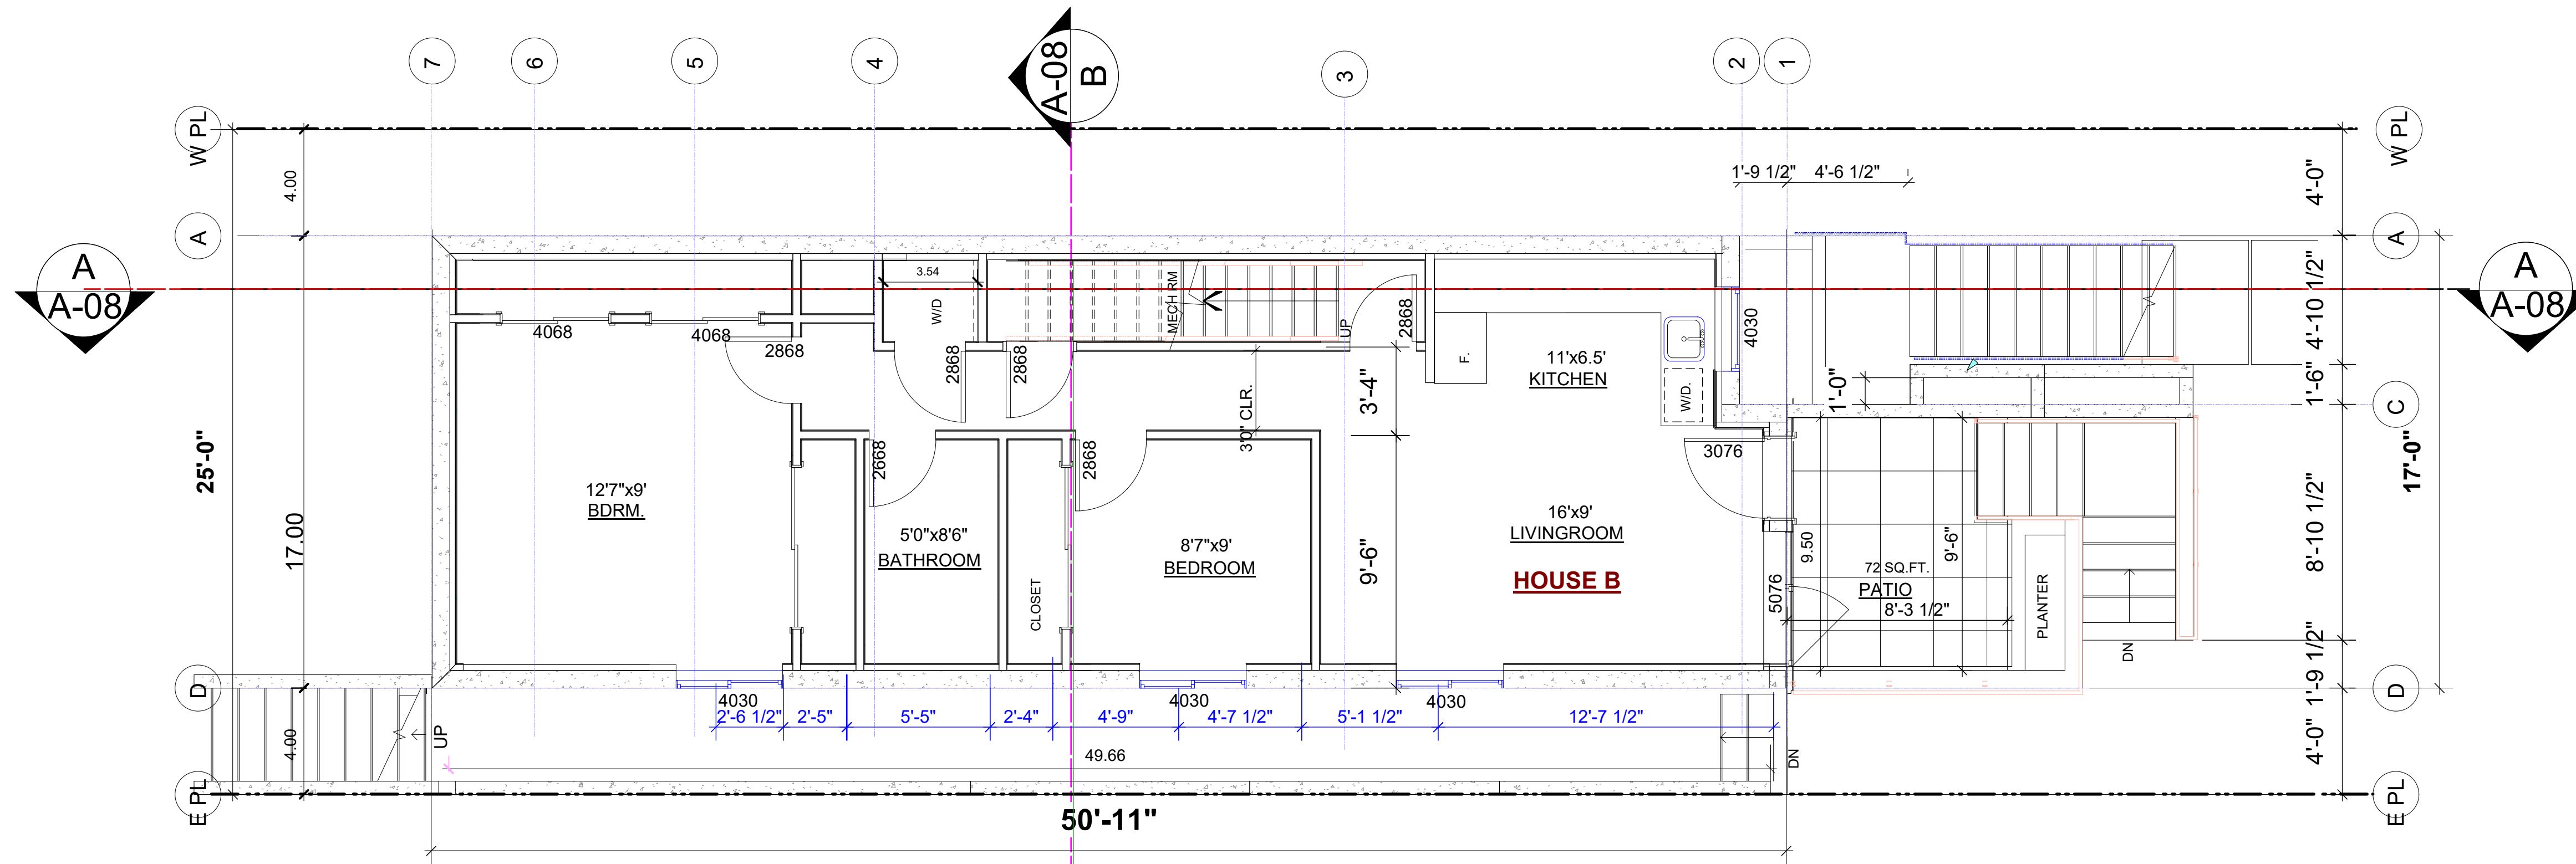 7
6
5
4
A-08
B
3
2
1
W PL
W PL
4.00
1'-9 1/2"
4'-6 1/2"
4'-0"
A
A
A
A-08
A
A-08
3.54
W/D
MECH RM
UP
2868
4030
4'-10 1/2"
4068
4068
2868
2868
2868
F.
11'x6.5'
KITCHEN
W/D.
3'-4"
3'0" CLR.
1'-0"
1'-6"
C
25'-0"
17'-0"
2668
2868
3076
12'7"x9'
BDRM.
5'0"x8'6"
BATHROOM
CLOSET
8'7"x9'
BEDROOM
9'-6"
16'x9'
LIVINGROOM
HOUSE B
5076
9.50
9'-6"
72 SQ.FT.
PATIO
8'-3 1/2"
PLANTER
DN
8'-10 1/2"
17.00
D
D
1'-9 1/2"
4030
4030
4030
2'-6 1/2"
2'-5"
5'-5"
2'-4"
4'-9"
4'-7 1/2"
5'-1 1/2"
12'-7 1/2"
UP
4.00
49.66
DN
4'-0"
E PL
E PL
50'-11"